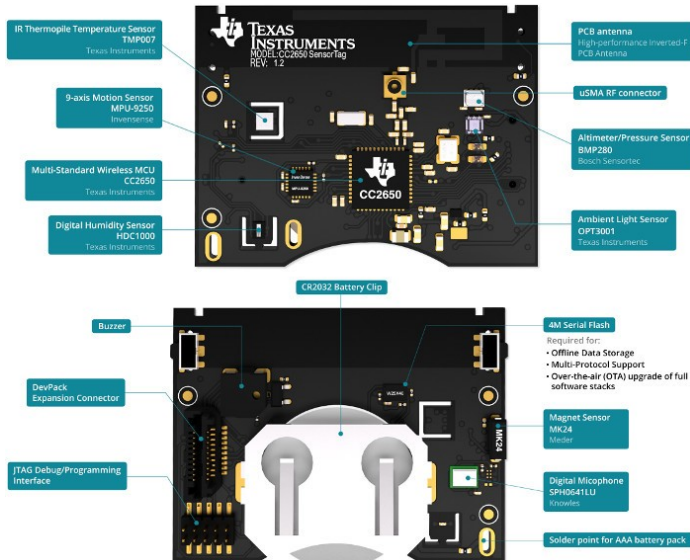 IR Thermopile Temperature Sensor
TMP007
Texas Instruments
9-axis Motion Sensor
MPU-9250
Invensense
Multi-Standard Wireless MCU
CC2650
Texas Instruments
Digital Humidity Sensor
HDC1000
Texas Instruments
TEXAS
INSTRUMENTS
MODEL:CC2650 SensorTag
REV: 1.2
CC2650
PCB antenna
High-performance Inverted-F
PCB Antenna
uSMA RF connector
Altimeter/Pressure Sensor
BMP280
Bosch Sensortec
Ambient Light Sensor
OPT3001
Texas Instruments
CR2032 Battery Clip
Buzzer
DevPack
Expansion Connector
JTAG Debug/Programming
Interface
4M Serial Flash
Required for:
• Offline Data Storage
• Multi-Protocol Support
• Over-the-air (OTA) upgrade of full
software stacks
MK24
Magnet Sensor
MK24
Meder
Digital Micophone
SPH0641LU
Knowles
Solder point for AAA battery pack